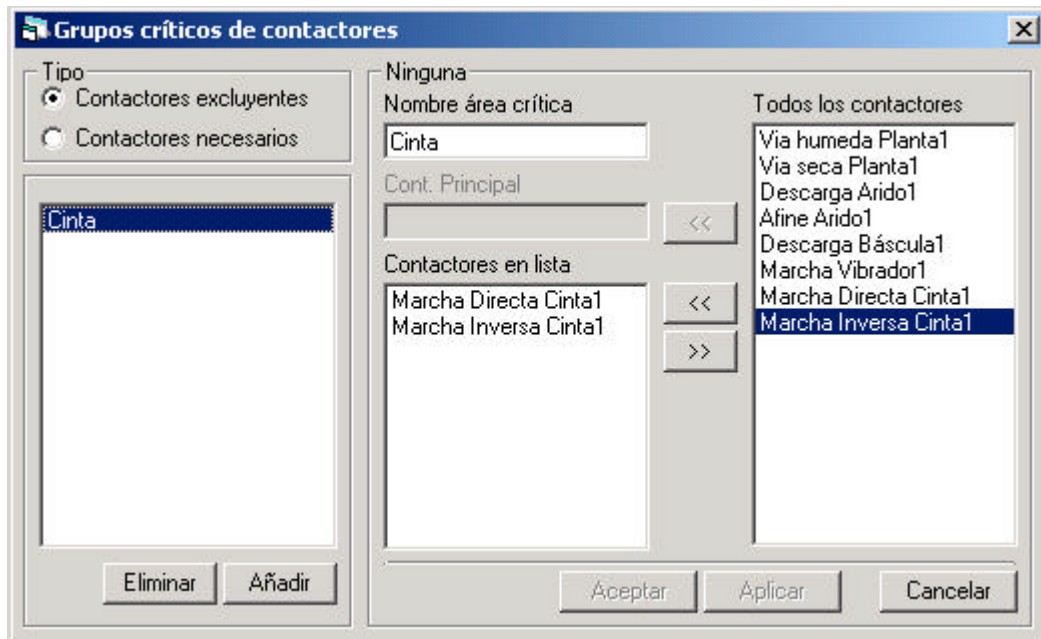 Grupos críticos de contactores
Tipo
Contactores excluyentes
Contactores necesarios
Cinta
Eliminar
Añadir
Ninguna
Nombre área crítica
Cinta
Cont. Principal
<<
Contactores en lista
Marcha Directa Cinta1
Marcha Inversa Cinta1
<<
>>
Todos los contactores
Via humeda Planta1
Via seca Planta1
Descarga Arido1
Afine Arido1
Descarga Báscula1
Marcha Vibrador1
Marcha Directa Cinta1
Marcha Inversa Cinta1
Aceptar
Aplicar
Cancelar